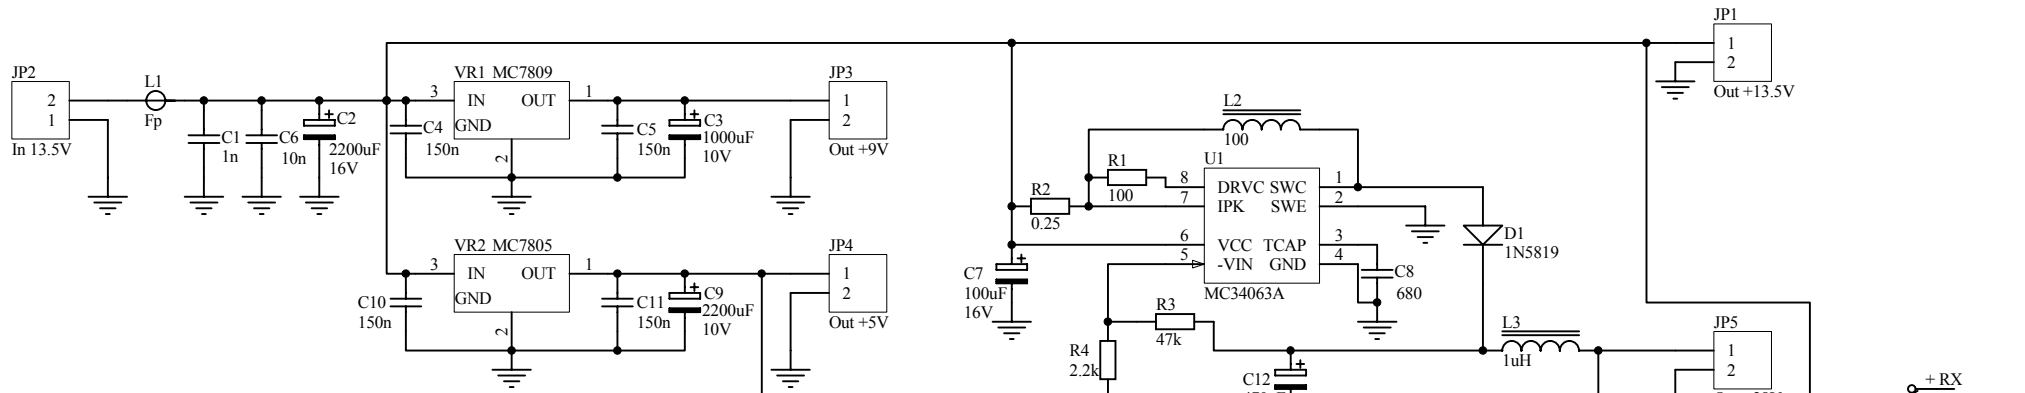 JP2
2
1
In 13.5V
L1
Fp
C1
1n
C6
10n
C2
2200uF
16V
VR1 MC7809
3
IN
OUT
1
GND
2
C4
150n
C5
150n
C3
1000uF
10V
JP3
1
2
Out +9V
VR2 MC7805
3
IN
OUT
1
GND
2
C10
150n
C11
150n
C9
2200uF
10V
JP4
1
2
Out +5V
C7
100uF
16V
R2
0.25
R1
100
L2
100
U1
8
DRVC SWC
1
7
IPK
SWE
2
6
VCC
TCAP
3
5
-VIN
GND
4
MC34063A
D1
1N5819
C8
680
R3
47k
R4
2.2k
C12
L3
1uH
JP1
1
2
Out +13.5V
JP5
1
2
+ RX